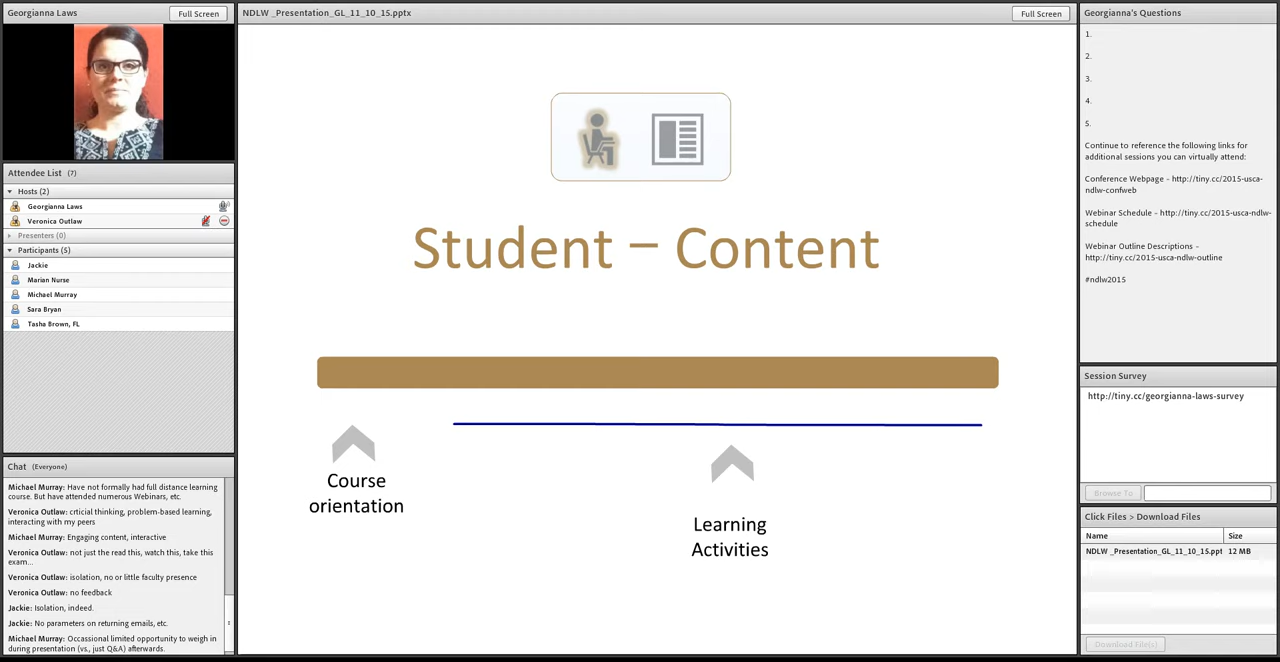 Georgianna Laws
Full Screen
Attendee List (7)
Hosts (2)
Georgianna Laws
Veronica Outlaw
Presenters (0)
Participants (5)
Jackie
Marian Nurse
Michael Murray
Sara Bryan
Tasha Brown, FL
Chat (Everyone)
Michael Murray: Have not formally had full distance learning
course. But have attended numerous Webinars, etc.
Veronica Outlaw: crticial thinking, problem-based learning,
interacting with my peers
Michael Murray: Engaging content, interactive
Veronica Outlaw: not just the read this, watch this, take this
exam...
Veronica Outlaw: isolation, no or little faculty presence
Veronica Outlaw: no feedback
Jackie: Isolation, indeed.
Jackie: No parameters on returning emails, etc.
Michael Murray: Occassional limited opportunity to weigh in
during presentation (vs., just Q&A) afterwards.
NDLW _Presentation_GL_11_10_15.pptx
Full Screen
Student – Content
Course
orientation
Learning
Activities
Georgianna's Questions
1.
2.
3.
4.
5.
Continue to reference the following links for
additional sessions you can virtually attend:
Conference Webpage - http://tiny.cc/2015-usca-
ndlw-confweb
Webinar Schedule - http://tiny.cc/2015-usca-ndlw-
schedule
Webinar Outline Descriptions -
http://tiny.cc/2015-usca-ndlw-outline
#ndlw2015
Session Survey
http://tiny.cc/georgianna-laws-survey
Browse To
Click Files > Download Files
Name Size
NDLW _Presentation_GL_11_10_15.ppt 12 MB
Download File(s)